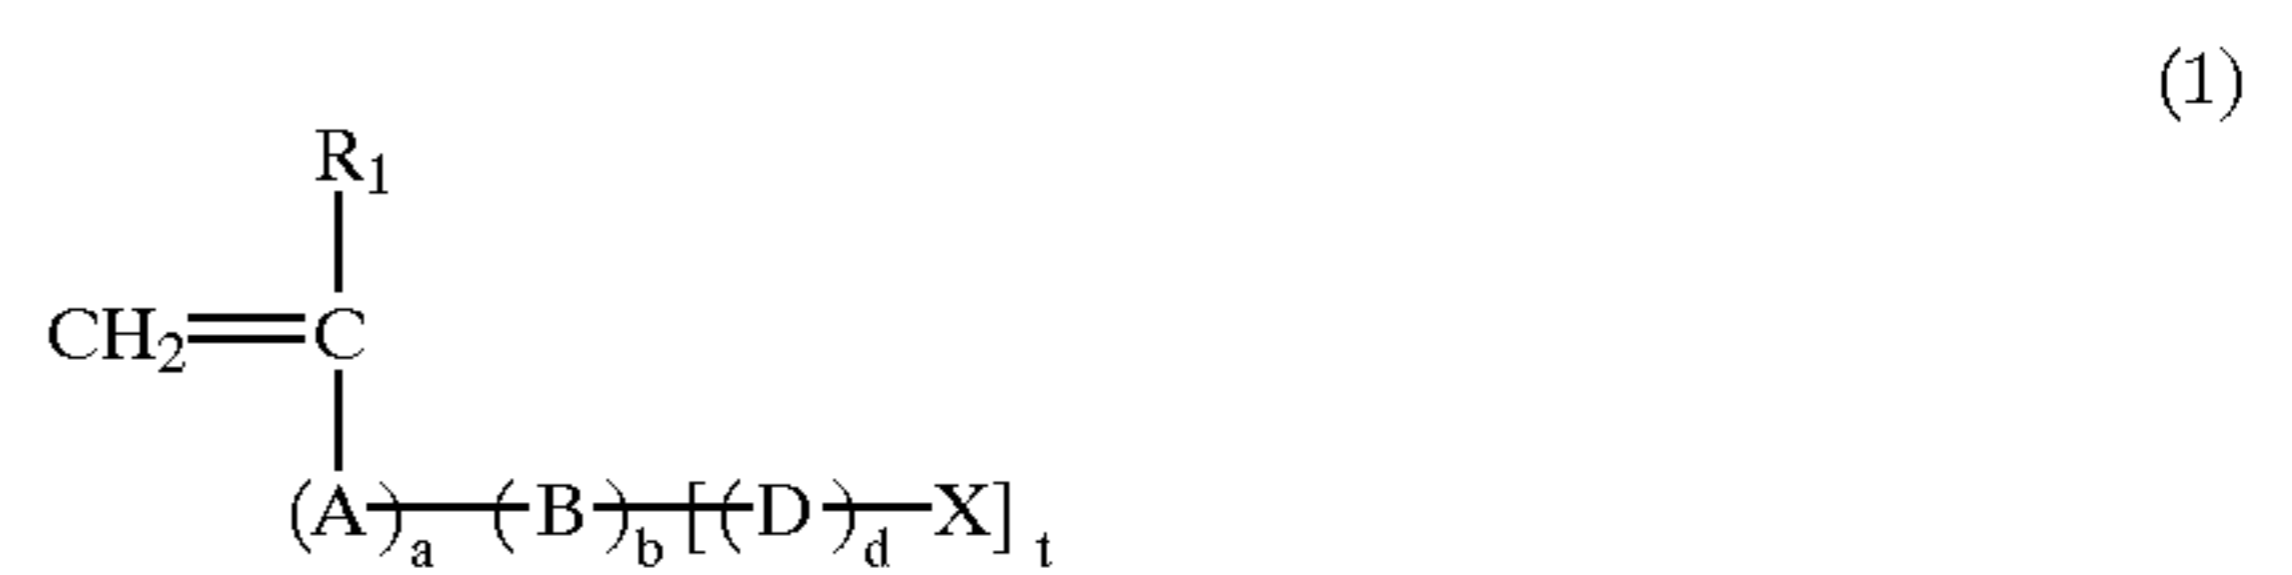 (1)
R1
CH2=C
(A)a—(B)b—[(D)d—X]t